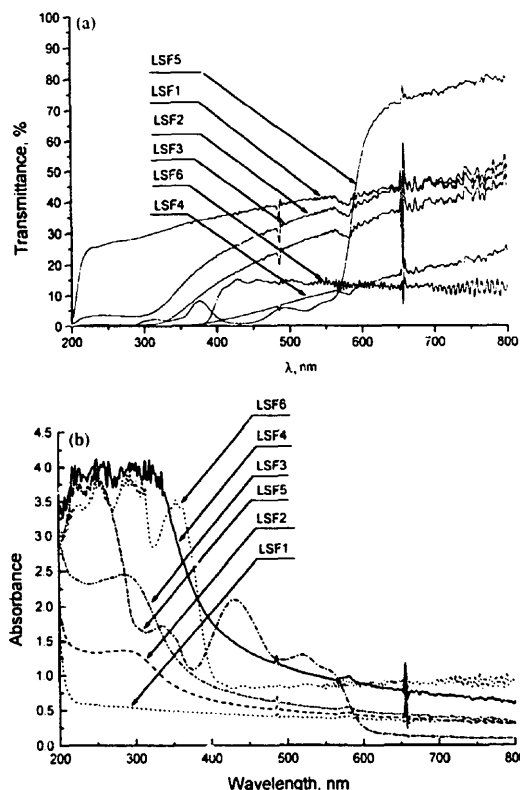 (a)
Transmittance, %
100
90
80
70
60
50
40
30
20
10
0
LSF5
LSF1
LSF2
LSF3
LSF6
LSF4
200 300 400 500 600 700 800
λ, nm
(b)
Absorbance
4.5
4.0
3.5
3.0
2.5
2.0
1.5
1.0
0.5
0.0
LSF6
LSF4
LSF3
LSF5
LSF2
LSF1
200 300 400 500 600 700 800
Wavelength, nm